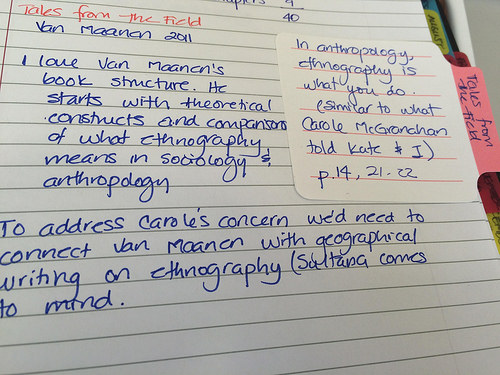 Tales from the Field
40
Van Maanen 2011
I love Van Maanen's
book structure. He
starts with theoretical
constructs and comparisons
of what ethnography
means in sociology &
anthropology
In anthropology,
ethnography is
what you do.
(similar to what
Carole McGranahan
told Kate & I)
p.14, 21-22
Tales from
the Field
To address Carole's concern we'd need to
connect Van Maanen with geographical
writing on ethnography (Sultana comes
to mind.